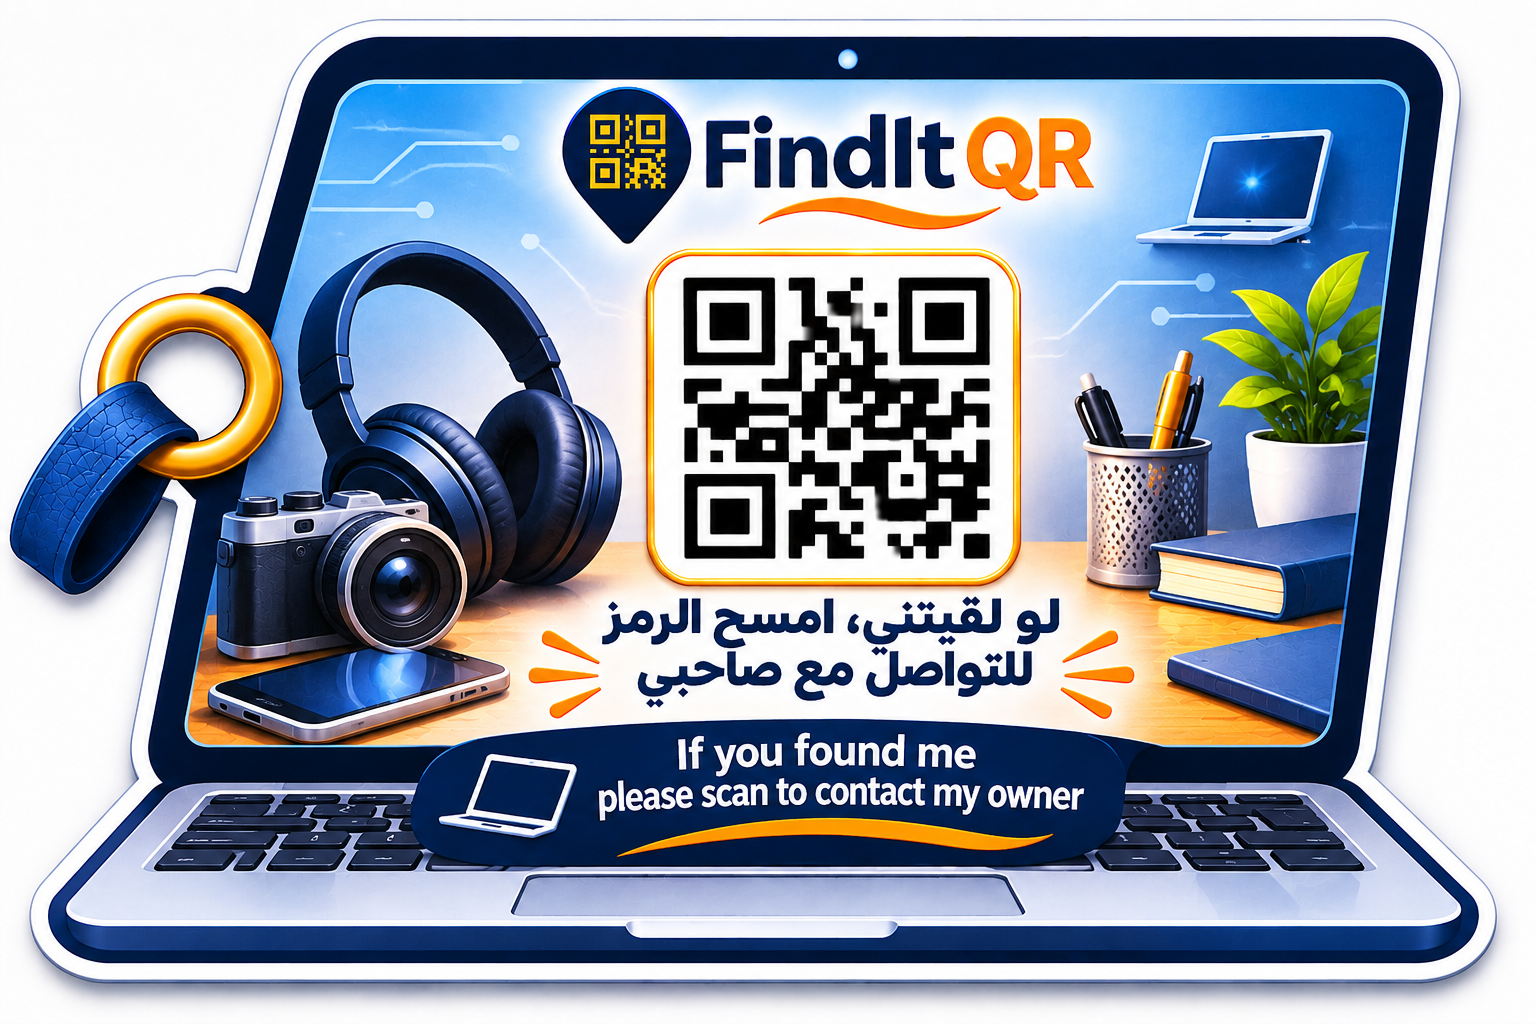 FindIt QR
لو لقيتني، امسح الرمز
للتواصل مع صاحبي
If you found me
please scan to contact my owner